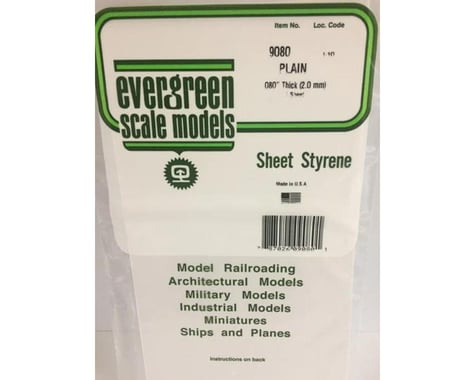 Item No. Loc. Code
9080
PLAIN
.080" Thick (2.0 mm)
evergreen
scale models
Sheet Styrene
Made in U.S.A
Model Railroading
Architectural Models
Military Models
Industrial Models
Miniatures
Ships and Planes
Instructions on back